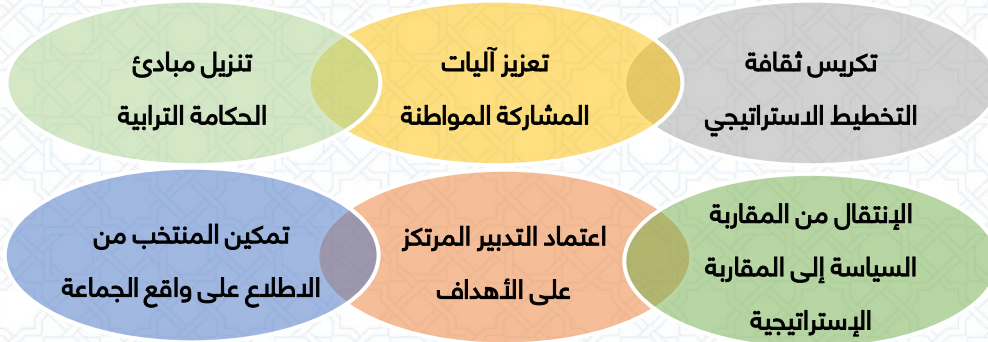 تكريس ثقافة
التخطيط الاستراتيجي
تعزيز آليات
المشاركة المواطنة
تنزيل مبادئ
الحكامة الترابية
الإنتقال من المقاربة
السياسة إلى المقاربة
الإستراتيجية
اعتماد التدبير المرتكز
على الأهداف
تمكين المنتخب من
الاطلاع على واقع الجماعة